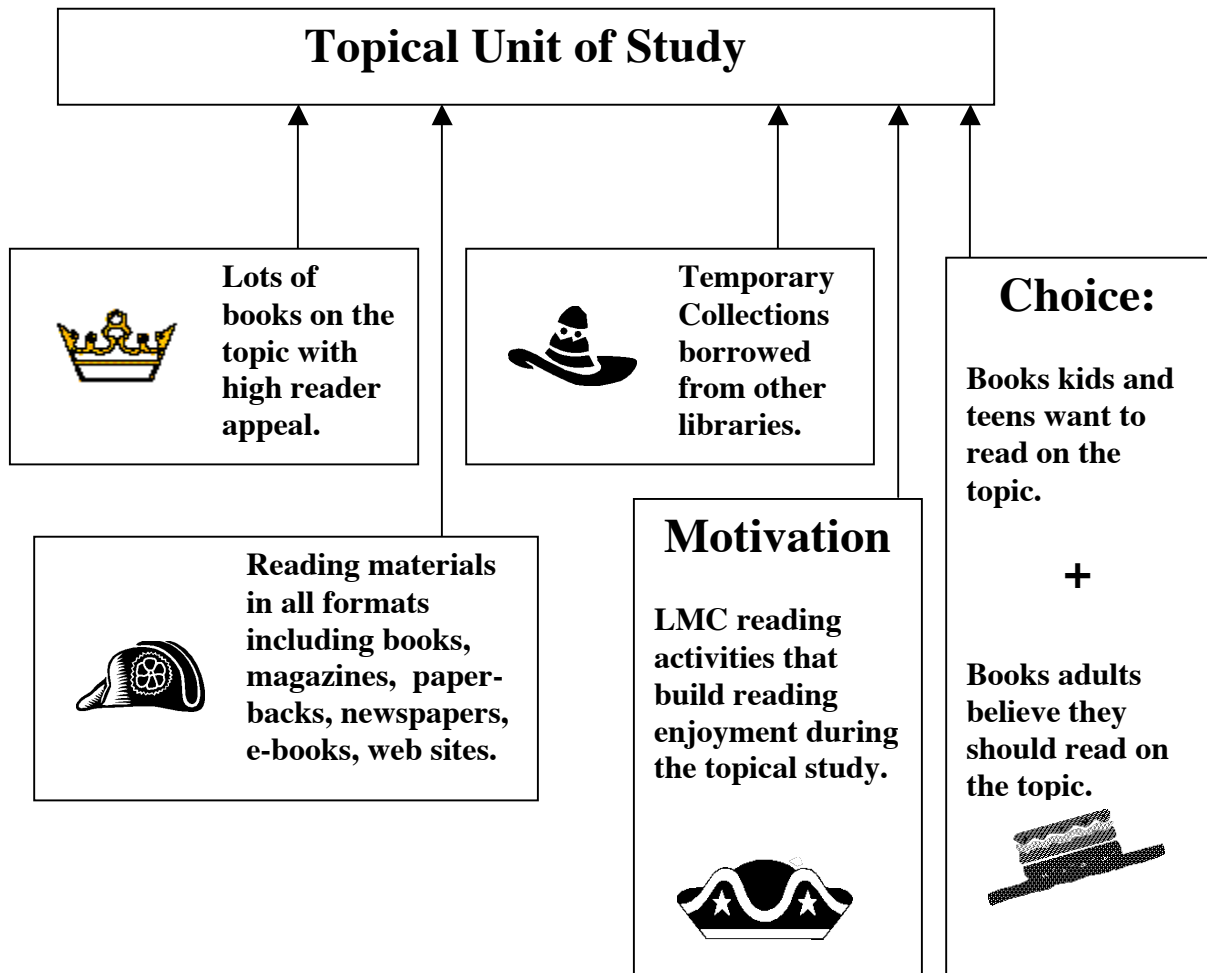 Topical Unit of Study
Lots of
books on the
topic with
high reader
appeal.
Temporary
Collections
borrowed
from other
libraries.
Choice:
Books kids and
teens want to
read on the
topic.
+
Books adults
believe they
should read on
the topic.
Reading materials
in all formats
including books,
magazines,  paper-
backs, newspapers,
e-books, web sites.
Motivation
LMC reading
activities that
build reading
enjoyment during
the topical study.